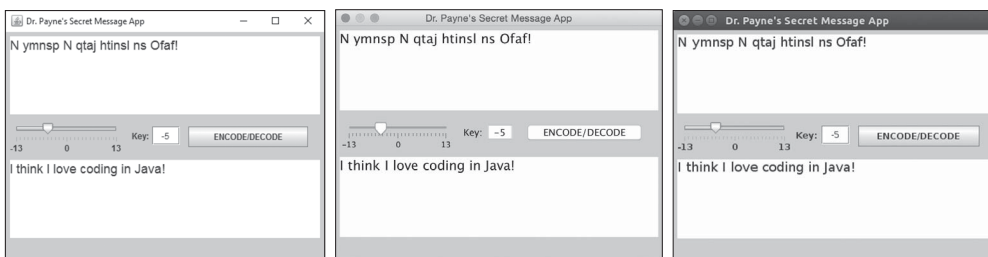 Dr. Payne's Secret Message App
N ymnsp N qtaj htinsl ns Ofaf!
-13 0 13
Key: -5
ENCODE/DECODE
I think I love coding in Java!
Dr. Payne's Secret Message App
N ymnsp N qtaj htinsl ns Ofaf!
-13 0 13
Key: -5
ENCODE/DECODE
I think I love coding in Java!
Dr. Payne's Secret Message App
N ymnsp N qtaj htinsl ns Ofaf!
-13 0 13
Key: -5
ENCODE/DECODE
I think I love coding in Java!